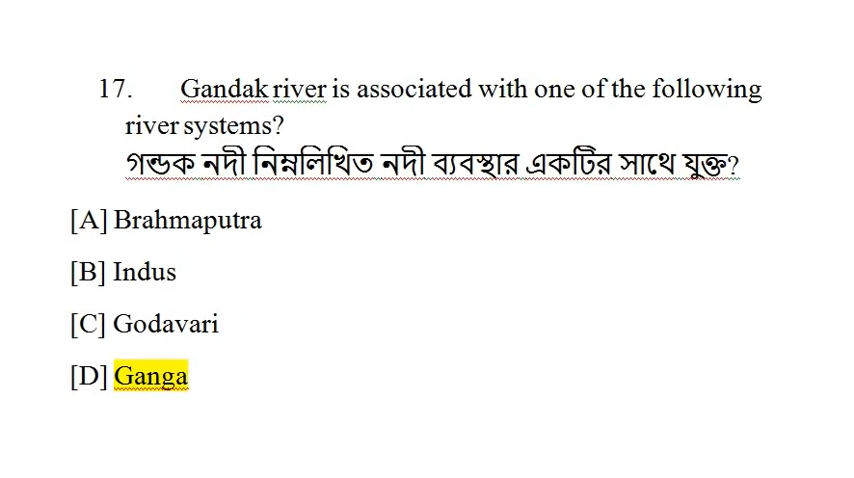 17. Gandak river is associated with one of the following
river systems?
গন্ডক নদী নিম্নলিখিত নদী ব্যবস্থার একটির সাথে যুক্ত?
[A] Brahmaputra
[B] Indus
[C] Godavari
[D] Ganga